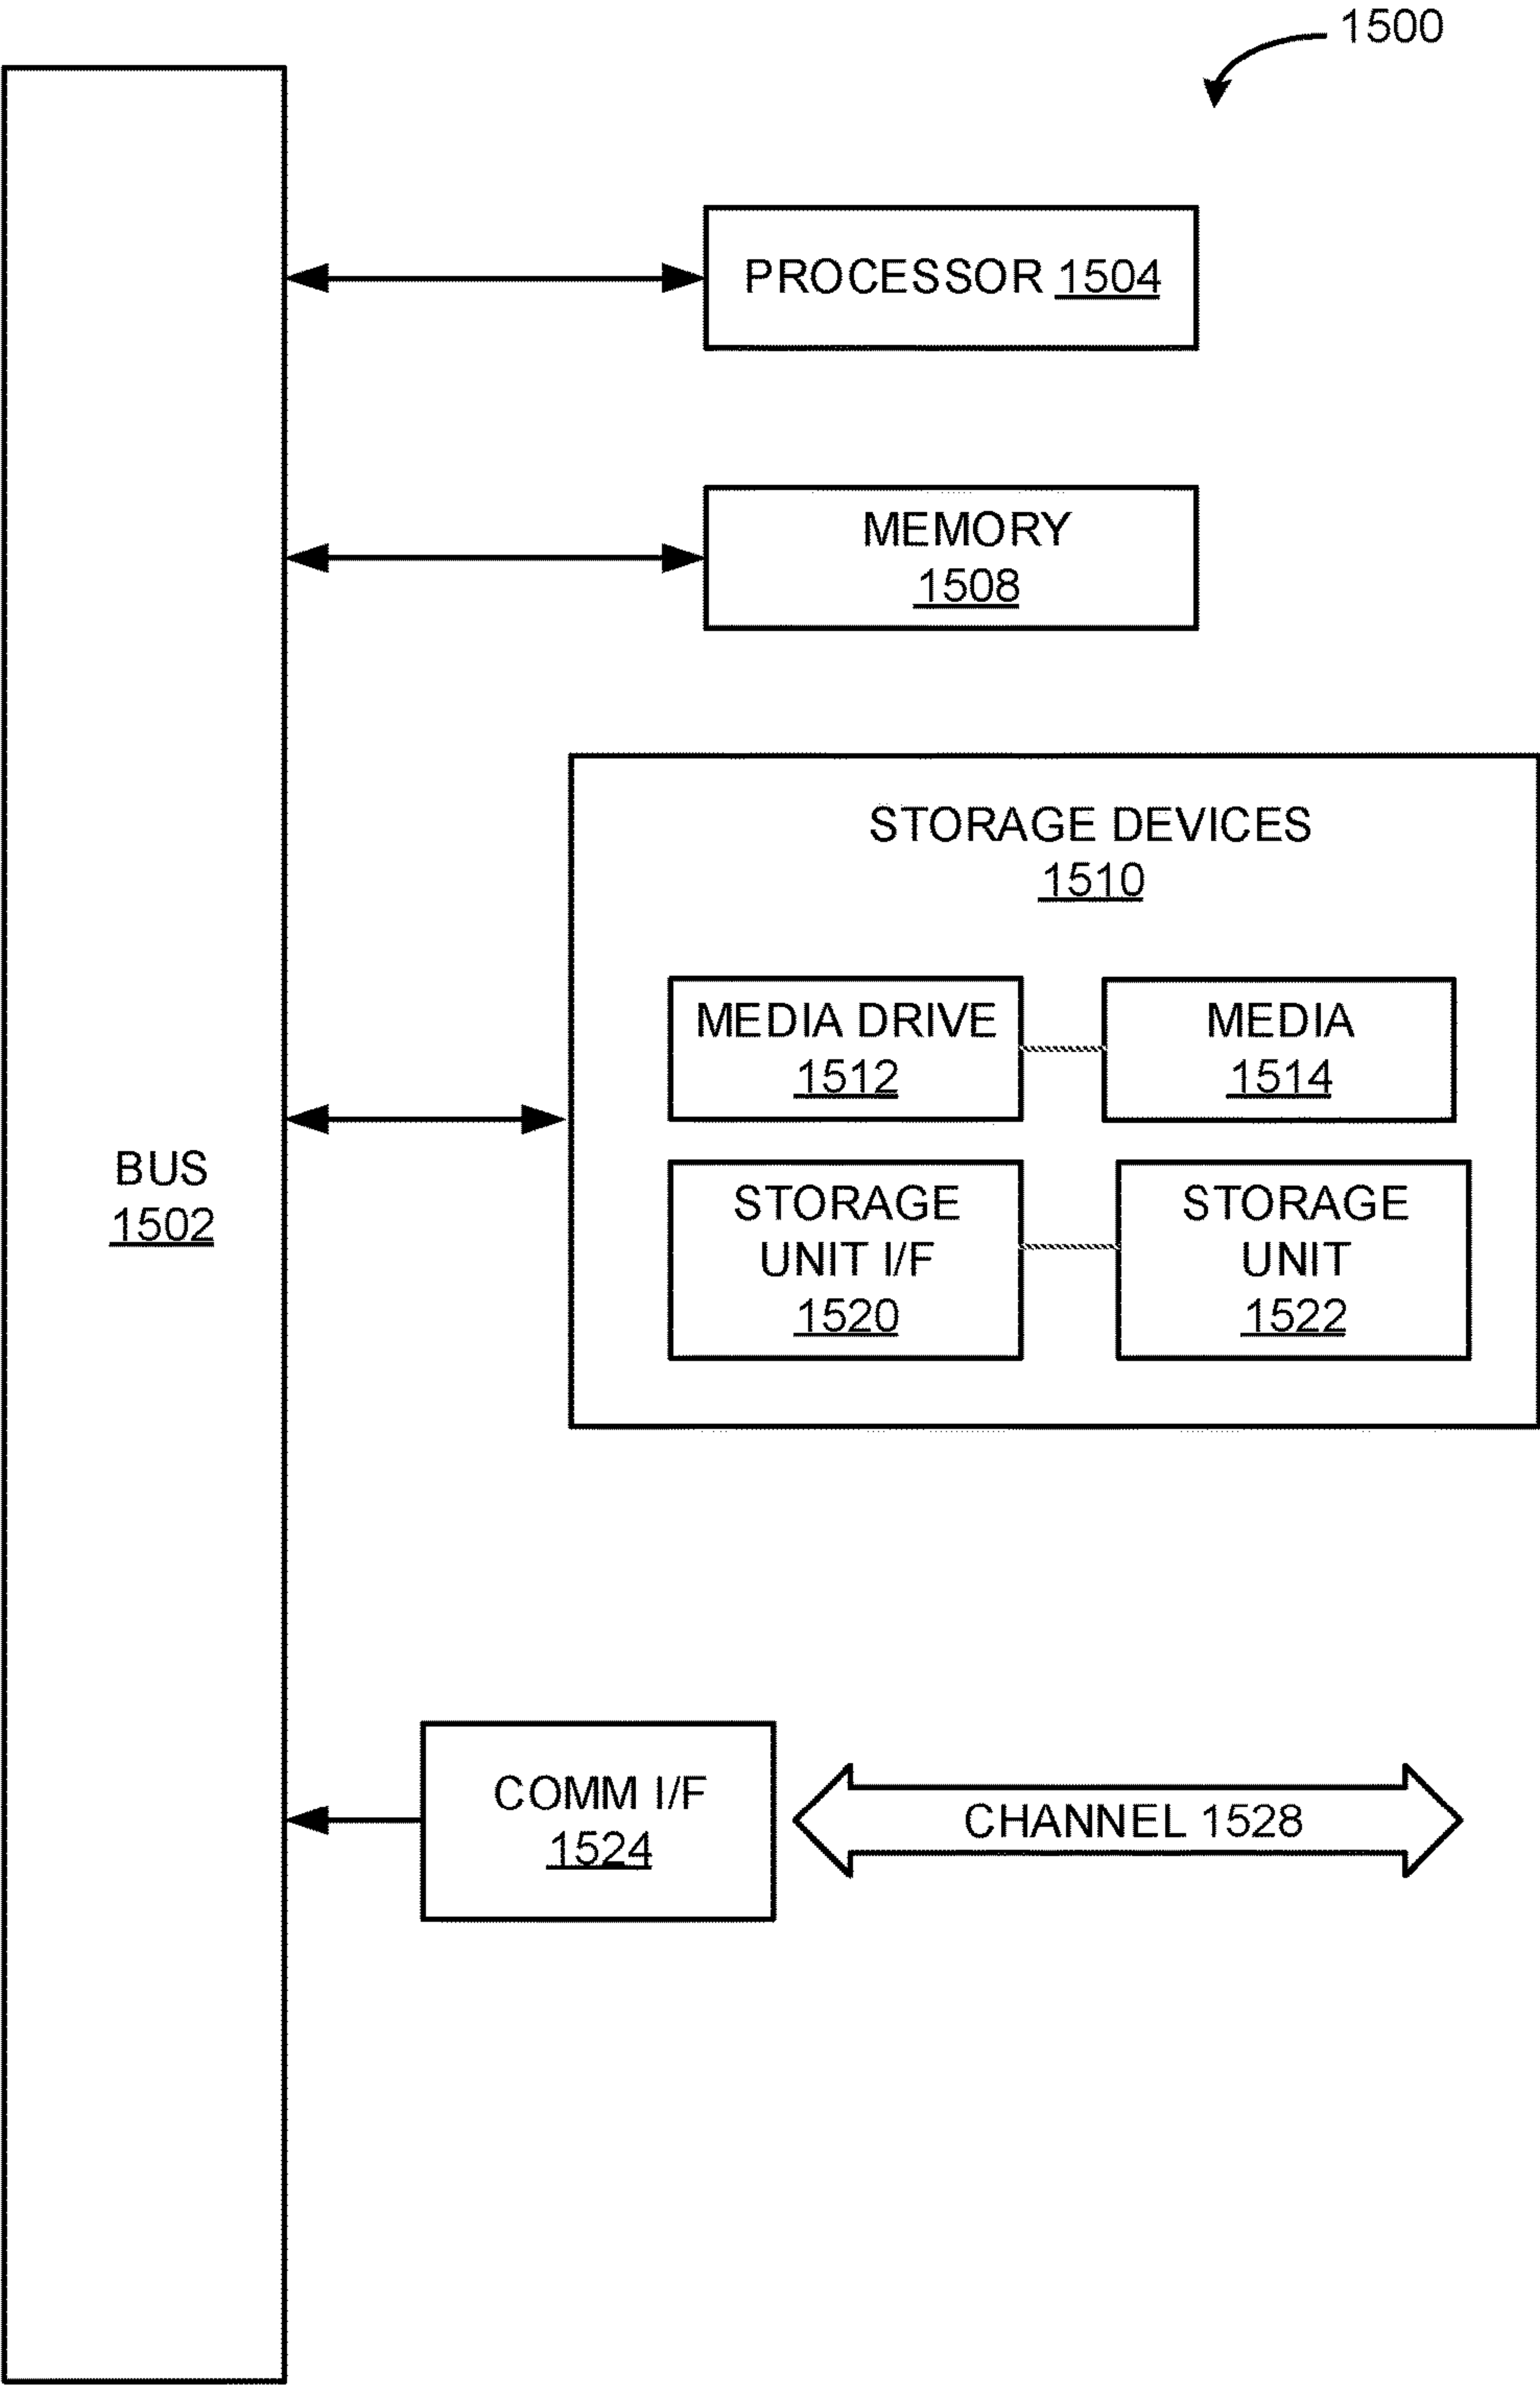 1500
PROCESSOR 1504
MEMORY
1508
STORAGE DEVICES
1510
MEDIA DRIVE
1512
MEDIA
1514
BUS
1502
STORAGE
UNIT I/F
1520
STORAGE
UNIT
1522
COMM I/F
1524
CHANNEL 1528